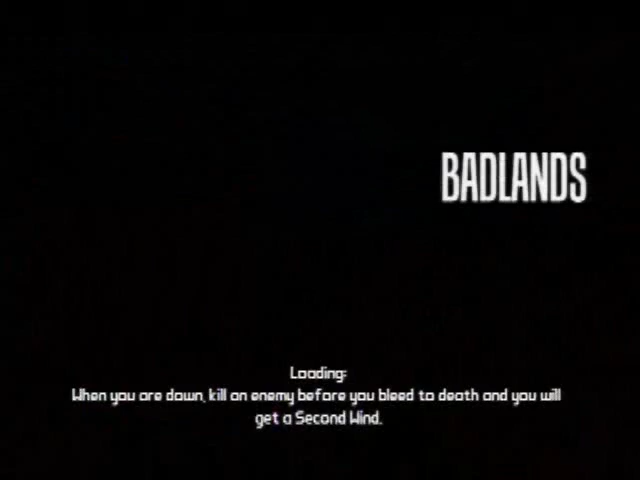 BADLANDS
Loading:
When you are down, kill an enemy before you bleed to death and you will
get a Second Wind.